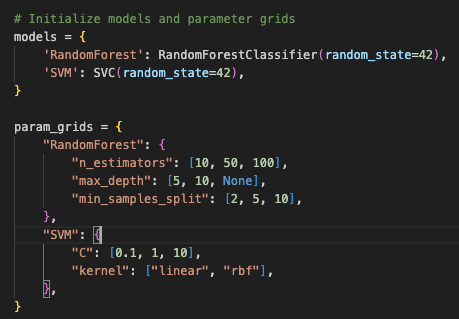 # Initialize models and parameter grids
models = {
    'RandomForest': RandomForestClassifier(random_state=42),
    'SVM': SVC(random_state=42),
}

param_grids = {
    "RandomForest": {
        "n_estimators": [10, 50, 100],
        "max_depth": [5, 10, None],
        "min_samples_split": [2, 5, 10],
    },
    "SVM": {
        "C": [0.1, 1, 10],
        "kernel": ["linear", "rbf"],
    },
}